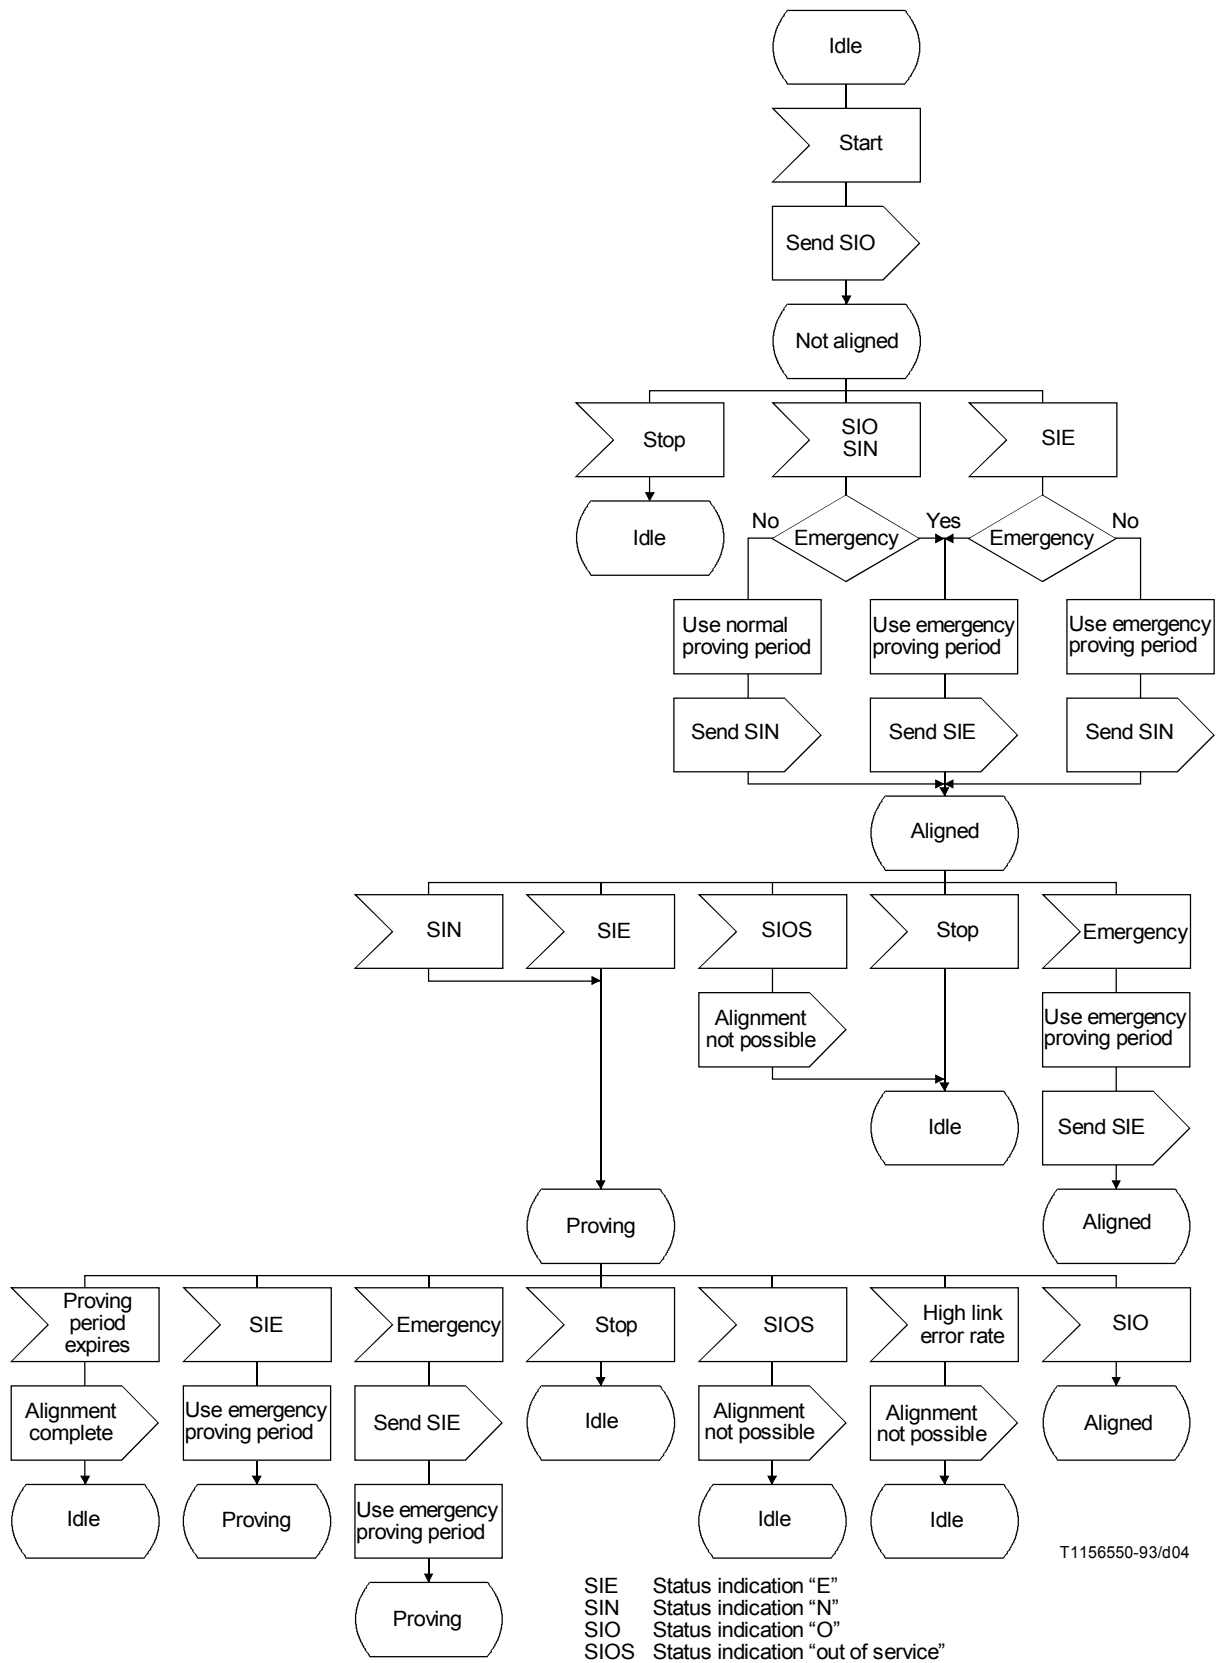 Idle
Start
Send SIO
Not aligned
Stop
SIO
SIN
SIE
Idle
No
Emergency
Yes
Emergency
No
Use normal
proving period
Use emergency
proving period
Use emergency
proving period
Send SIN
Send SIE
Send SIN
Aligned
SIN
SIE
SIOS
Stop
Emergency
Alignment
not possible
Use emergency
proving period
Idle
Send SIE
Proving
Aligned
Proving
period
expires
SIE
Emergency
Stop
SIOS
High link
error rate
SIO
Alignment
complete
Use emergency
proving period
Send SIE
Idle
Alignment
not possible
Alignment
not possible
Aligned
Idle
Proving
Use emergency
proving period
Idle
Idle
Proving
T1156550-93/d04
SIE Status indication “E”
SIN Status indication “N”
SIO Status indication “O”
SIOS Status indication “out of service”